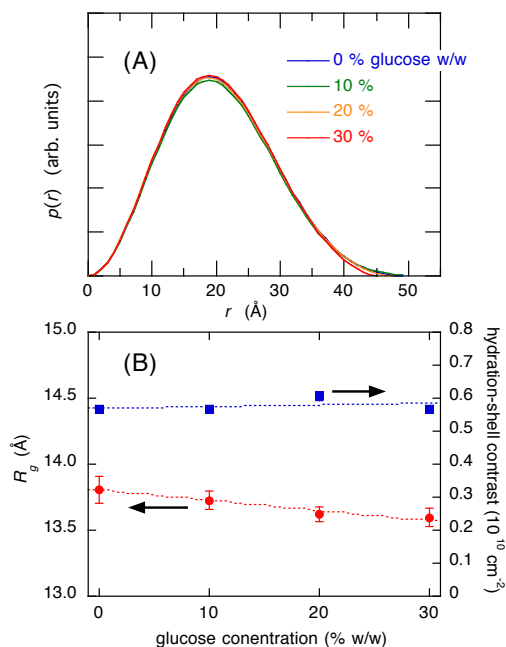 (A)
0 % glucose w/w
10 %
20 %
30 %
p(r) (arb. units)
0 10 20 30 40 50
r (Å)
(B)
15.0
14.5
14.0
13.5
13.0
Rg (Å)
0.8
0.7
0.6
0.5
0.4
0.3
0.2
0.1
0
hydration-shell
contrast (10^10 cm^-2)
0 10 20 30
glucose conentration (% w/w)